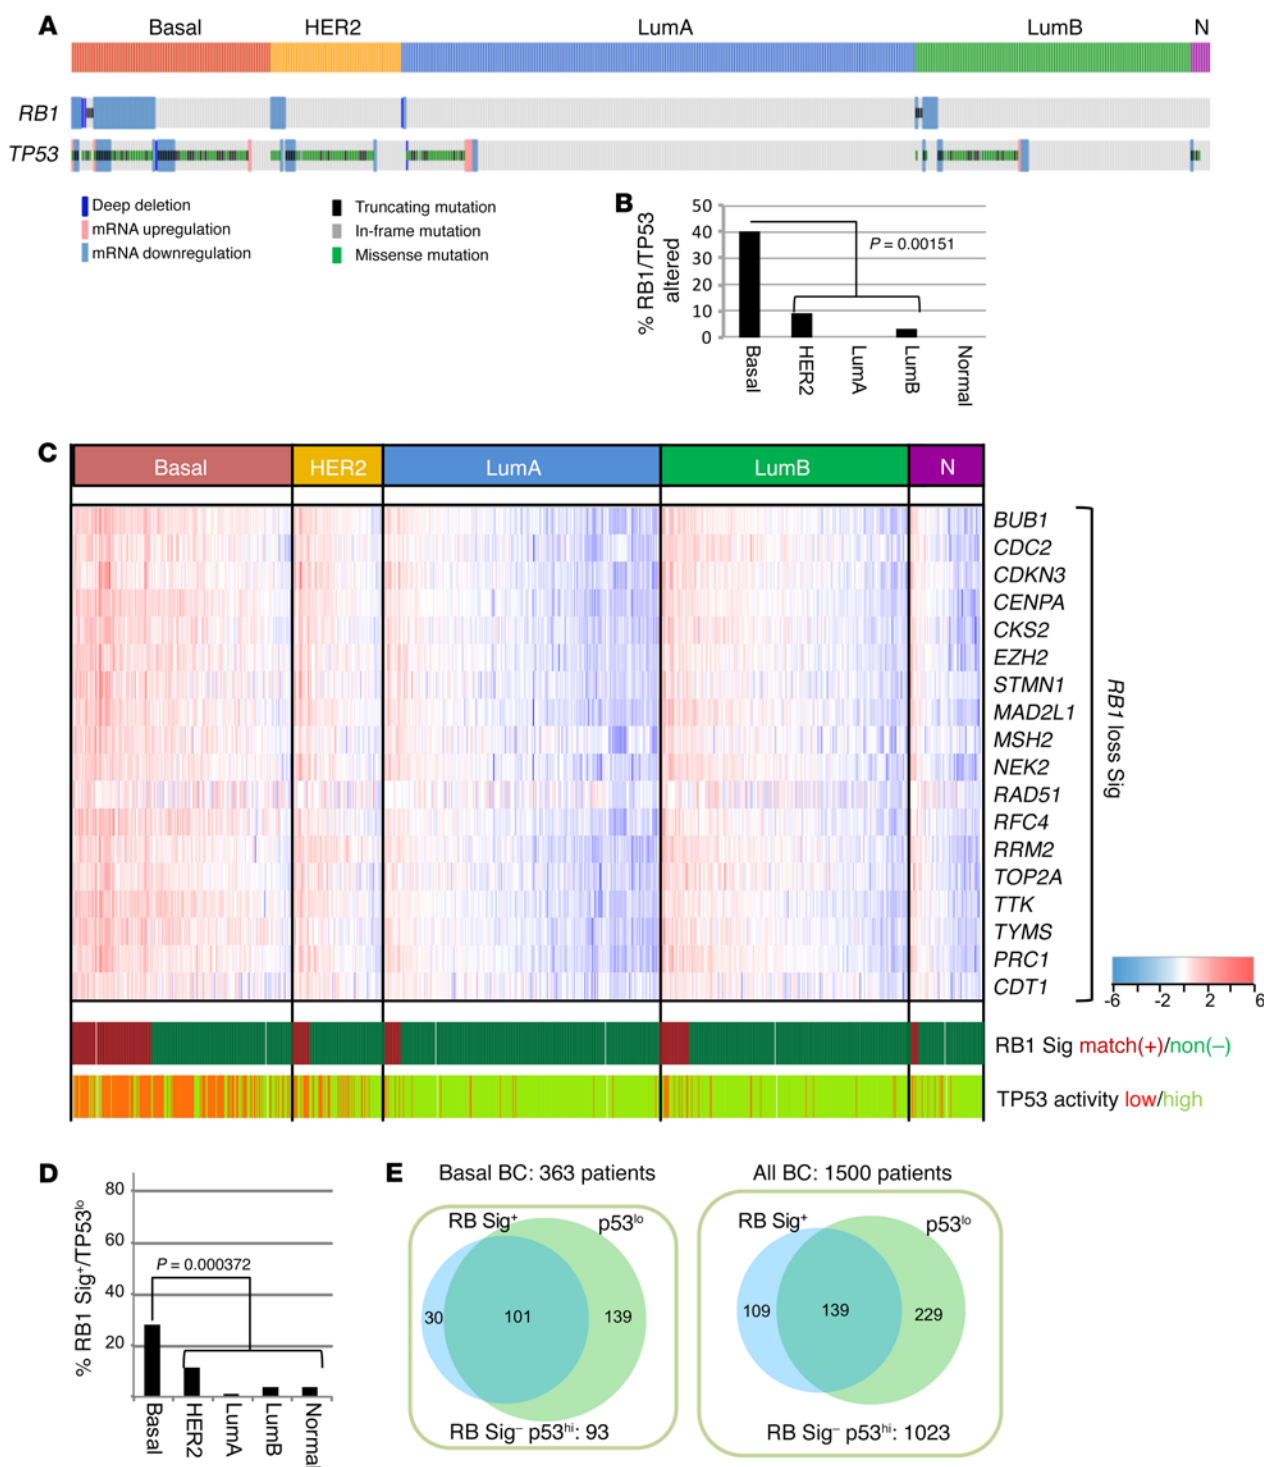 A
Basal HER2 LumA LumB N
RB1
TP53
Deep deletion
mRNA upregulation
mRNA downregulation
Truncating mutation
In-frame mutation
Missense mutation
B
% RB1/TP53
altered
50
40
30
20
10
0
P = 0.00151
Basal
HER2
LumA
LumB
Normal
C
Basal HER2 LumA LumB N
BUB1
CDC2
CDKN3
CENPA
CKS2
EZH2
STMN1
MAD2L1
MSH2
NEK2
RAD51
RFC4
RRM2
TOP2A
TTK
TYMS
PRC1
CDT1
RB1 loss Sig
-6 -2 2 6
RB1 Sig match(+)/non(–)
TP53 activity low/high
D
% RB1 Sig⁺/TP53ˡᵒ
80
60
40
20
P = 0.000372
Basal
HER2
LumA
LumB
Normal
E
Basal BC: 363 patients
RB Sig⁺
p53ˡᵒ
30 101 139
RB Sig⁻ p53ʰⁱ: 93
All BC: 1500 patients
RB Sig⁺
p53ˡᵒ
109 139 229
RB Sig⁻ p53ʰⁱ: 1023